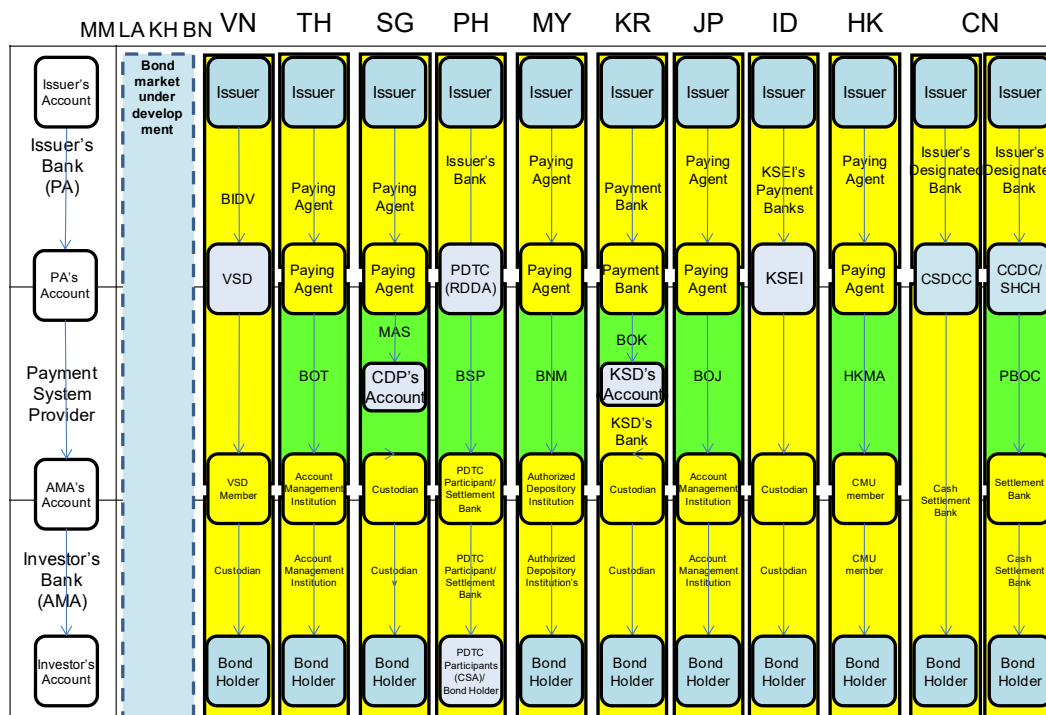 MM LA KH BN VN TH SG PH MY KR JP ID HK CN
Issuer's
Account
Bond
market
under
develop
ment
Issuer
Issuer
Issuer
Issuer
Issuer
Issuer
Issuer
Issuer
Issuer
Issuer
Issuer
Issuer's
Bank
(PA)
BIDV
Paying
Agent
Paying
Agent
Issuer's
Bank
Paying
Agent
Payment
Bank
Paying
Agent
KSEI's
Payment
Banks
Paying
Agent
Issuer's
Designated
Bank
Issuer's
Designated
Bank
PA's
Account
VSD
Paying
Agent
Paying
Agent
PDTC
(RDDA)
Paying
Agent
Payment
Bank
Paying
Agent
KSEI
Paying
Agent
CSDCC
CCDC/
SHCH
Payment
System
Provider
BOT
MAS
CDP's
Account
BSP
BNM
BOK
KSD's
Account
KSD's
Bank
BOJ
HKMA
PBOC
AMA's
Account
VSD
Member
Account
Management
Institution
Custodian
PDTC
Participant/
Settlement
Bank
Authorized
Depository
Institution
Custodian
Account
Management
Institution
Custodian
CMU
member
Cash
Settlement
Bank
Settlement
Bank
Investor's
Bank
(AMA)
Custodian
Account
Management
Institution
Custodian
v
PDTC
Participant/
Settlement
Bank
Authorized
Depository
Institution's
Custodian
Account
Management
Institution
Custodian
CMU
member
Cash
Settlement
Bank
Investor's
Account
Bond
Holder
Bond
Holder
Bond
Holder
PDTC
Participants
(CSA)/
Bond Holder
Bond
Holder
Bond
Holder
Bond
Holder
Bond
Holder
Bond
Holder
Bond
Holder
Bond
Holder